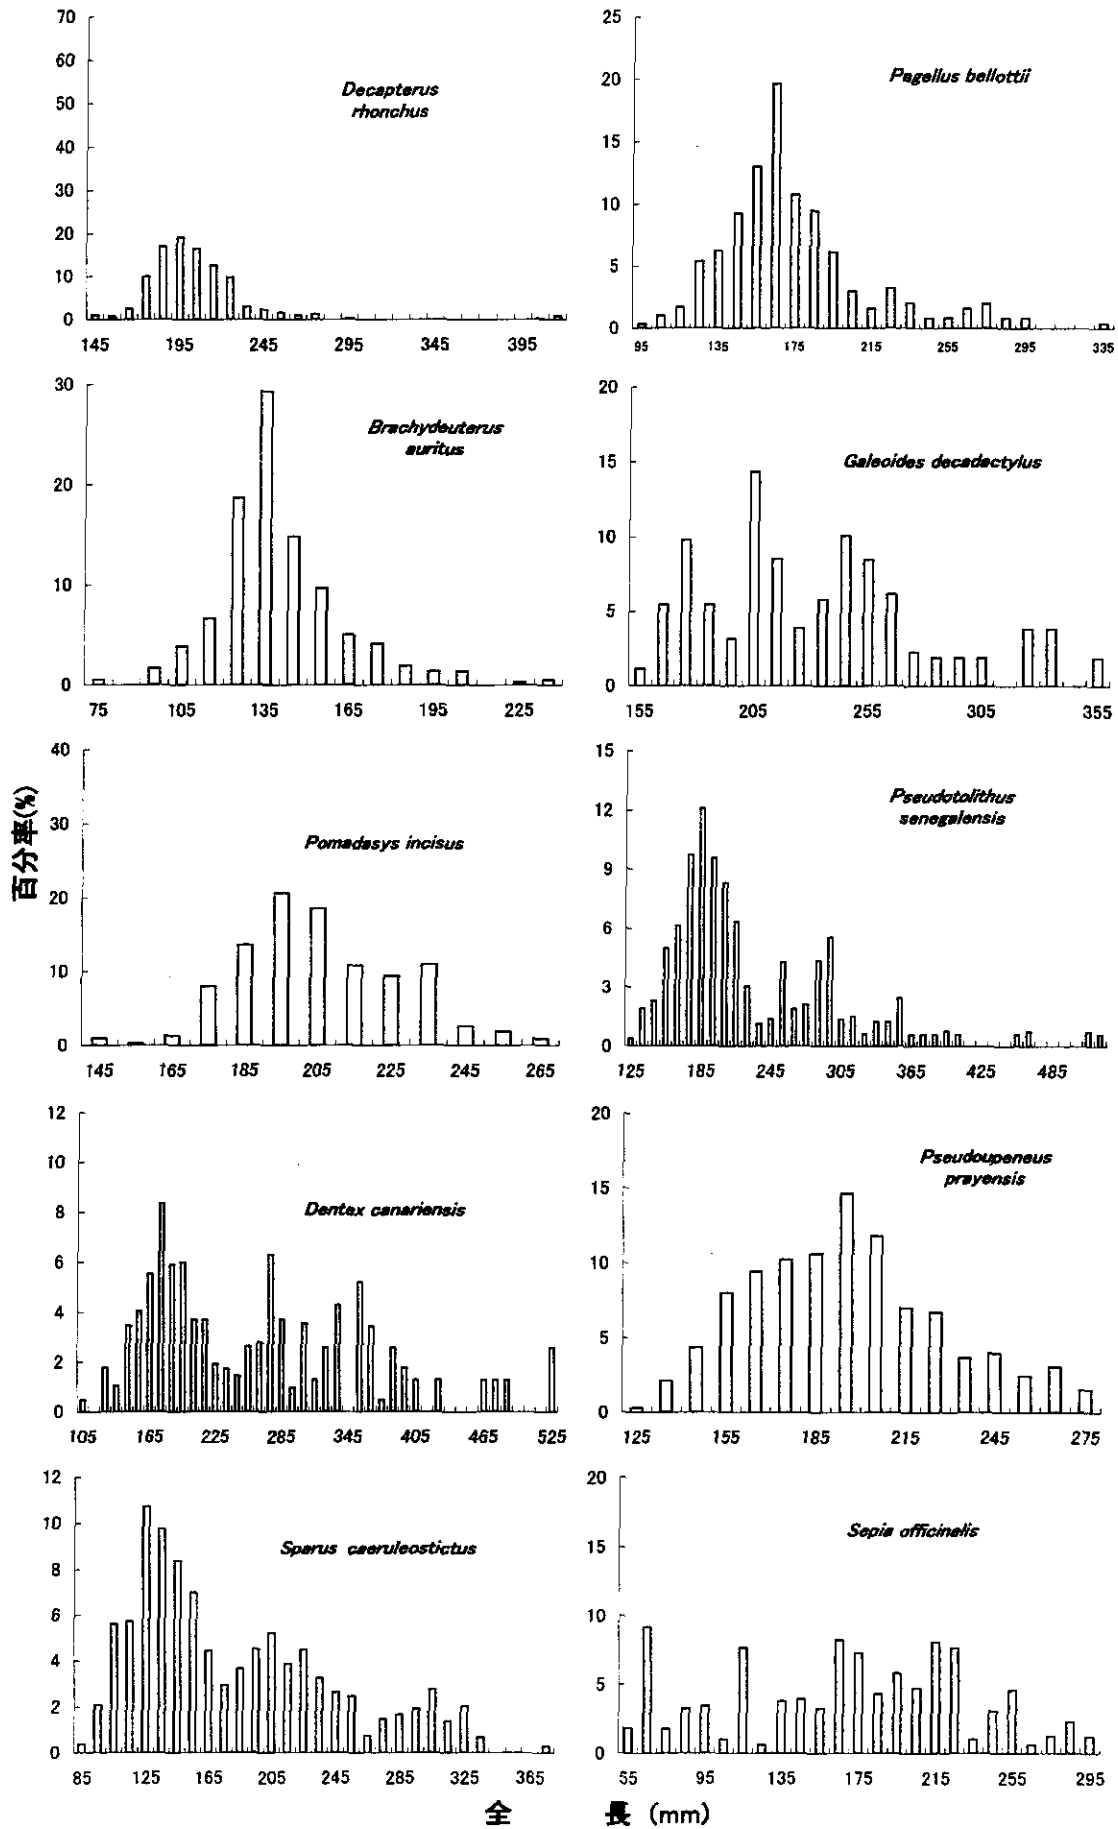 70
60
50
40
30
20
10
0
Decapterus
rhonchus
145 195 245 295 345 395
25
20
15
10
5
0
Pagellus bellottii
95 135 175 215 255 295 335
30
20
10
0
Brachydeuterus
auritus
75 105 135 165 195 225
20
15
10
5
0
Galeoides decadactylus
155 205 255 305 355
百分率(%)
40
30
20
10
0
Pomadasys incisus
145 165 185 205 225 245 265
15
12
9
6
3
0
Pseudotolithus
senegalensis
125 185 245 305 365 425 485
12
10
8
6
4
2
0
Dentex canariensis
105 165 225 285 345 405 465 525
20
15
10
5
0
Pseudoupeneus
prayensis
125 155 185 215 245 275
12
10
8
6
4
2
0
Sparus caeruleostictus
85 125 165 205 245 285 325 365
20
15
10
5
0
Sepia officinalis
55 95 135 175 215 255 295
全 長 (mm)